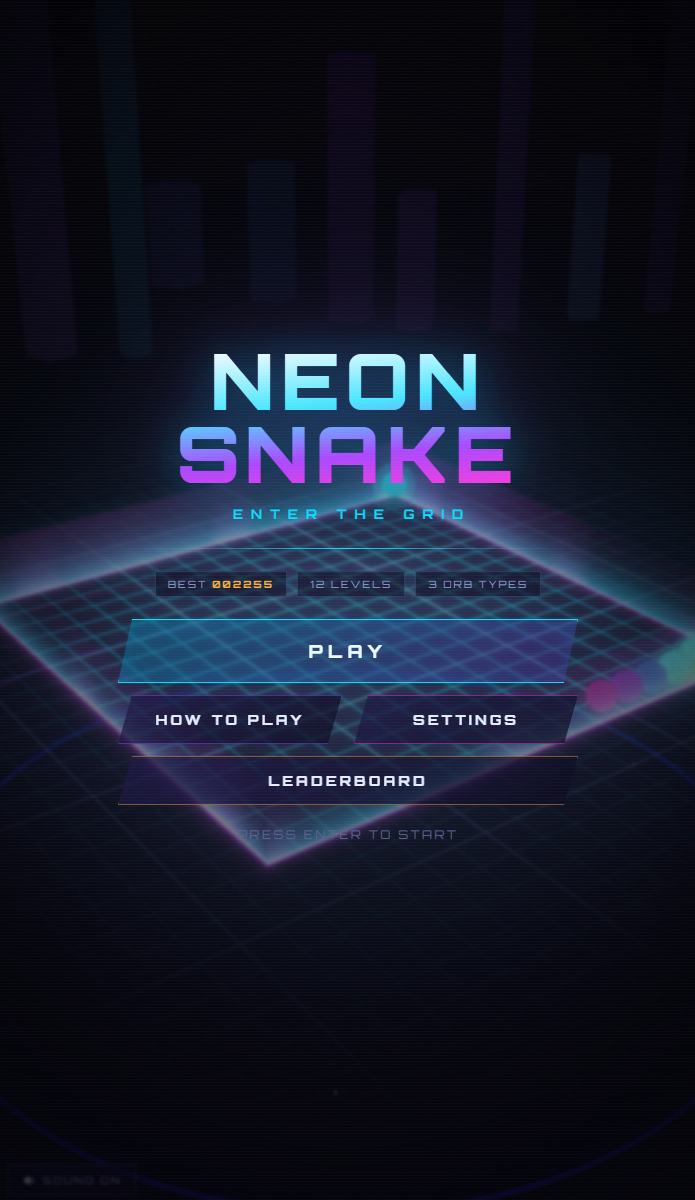 NEON
SNAKE
ENTER THE GRID
BEST 002255 12 LEVELS 3 ORB TYPES
PLAY
HOW TO PLAY SETTINGS
LEADERBOARD
PRESS ENTER TO START
SOUND ON